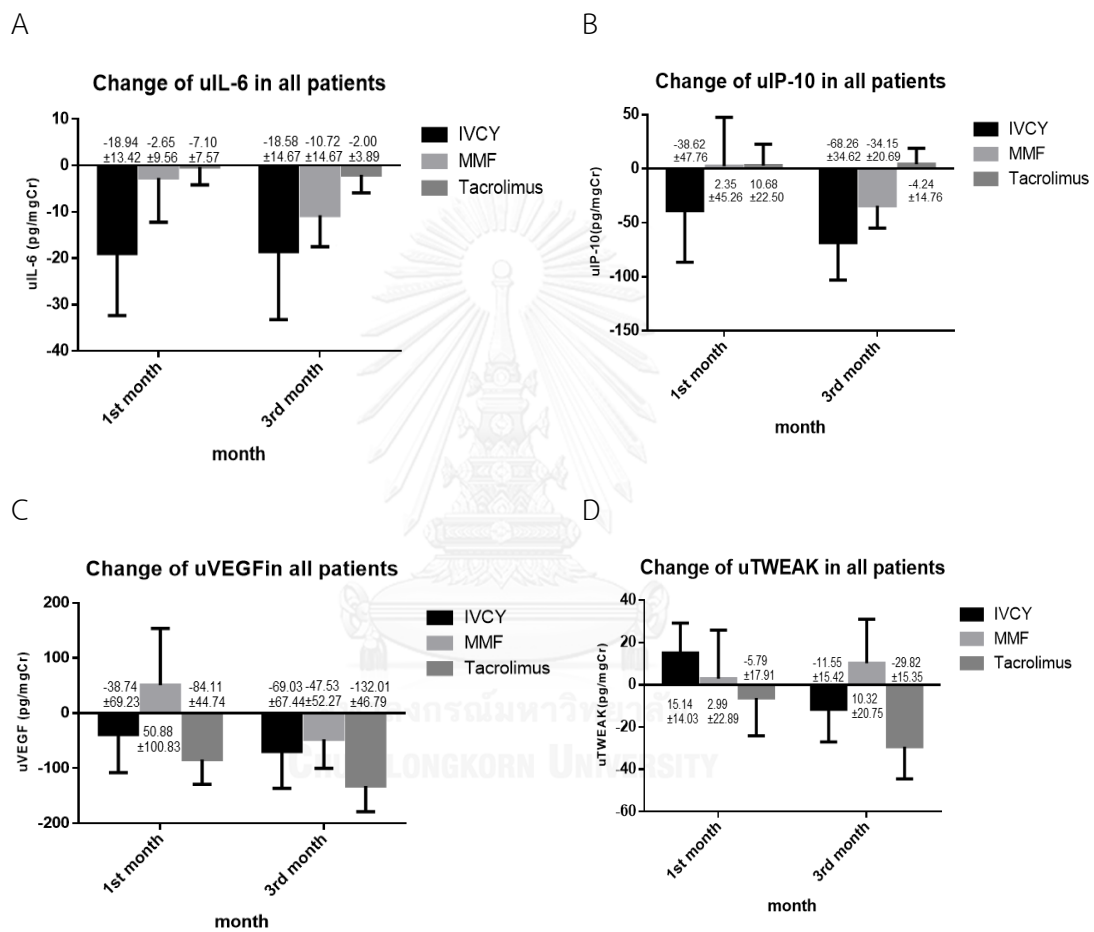 A
Change of uIL-6 in all patients
uIL-6 (pg/mgCr)
10
0
-10
-20
-30
-40
-18.94 -2.65 -7.10
±13.42 ±9.56 ±7.57
-18.58 -10.72 -2.00
±14.67 ±14.67 ±3.89
IVCY
MMF
Tacrolimus
1st month
3rd month
month
B
Change of uIP-10 in all patients
uIP-10(pg/mgCr)
50
0
-50
-100
-150
-38.62
±47.76
2.35 10.68
±45.26 ±22.50
-68.26 -34.15
±34.62 ±20.69
-4.24
±14.76
IVCY
MMF
Tacrolimus
1st month
3rd month
month
C
Change of uVEGFin all patients
uVEGF (pg/mgCr)
200
100
0
-100
-200
-38.74
±69.23
50.88
±100.83
-84.11
±44.74
-69.03 -47.53 -132.01
±67.44 ±52.27 ±46.79
IVCY
MMF
Tacrolimus
1st month
3rd month
month
D
Change of uTWEAK in all patients
uTWEAK(pg/mgCr)
40
20
0
-20
-40
-60
15.14 2.99
±14.03 ±22.89
-5.79
±17.91
-11.55
±15.42
10.32
±20.75
-29.82
±15.35
IVCY
MMF
Tacrolimus
1st month
3rd month
month
CHULALONGKORN UNIVERSITY